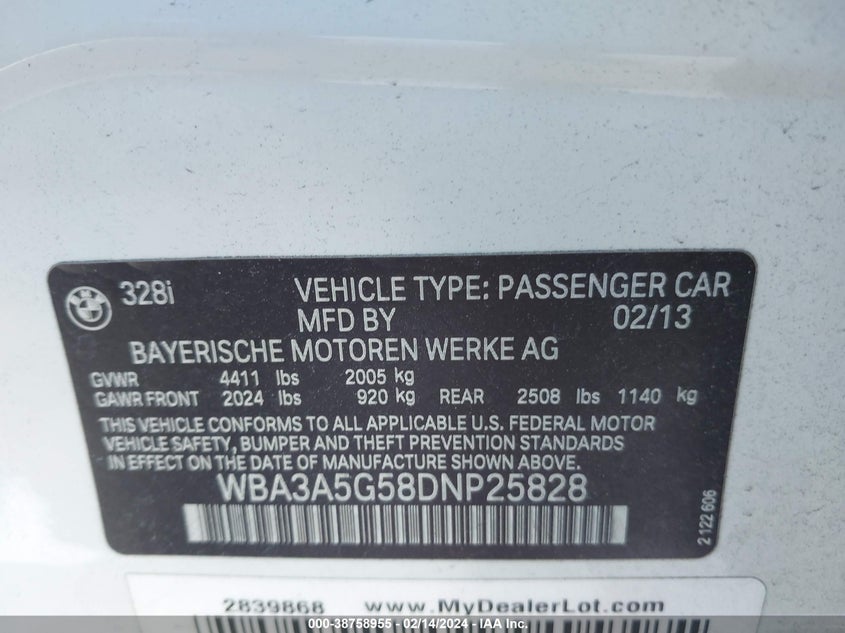 BMW 328i VEHICLE TYPE: PASSENGER CAR
MFD BY 02/13
BAYERISCHE MOTOREN WERKE AG
GVWR 4411 lbs 2005 kg
GAWR FRONT 2024 lbs 920 kg REAR 2508 lbs 1140 kg
THIS VEHICLE CONFORMS TO ALL APPLICABLE U.S. FEDERAL MOTOR
VEHICLE SAFETY, BUMPER AND THEFT PREVENTION STANDARDS
IN EFFECT ON THE DATE OF MANUFACTURE SHOWN ABOVE.
WBA3A5G58DNP25828
2 122 606
2839868 www.MyDealerLot.com
000-38758955 - 02/14/2024 - IAA, Inc.